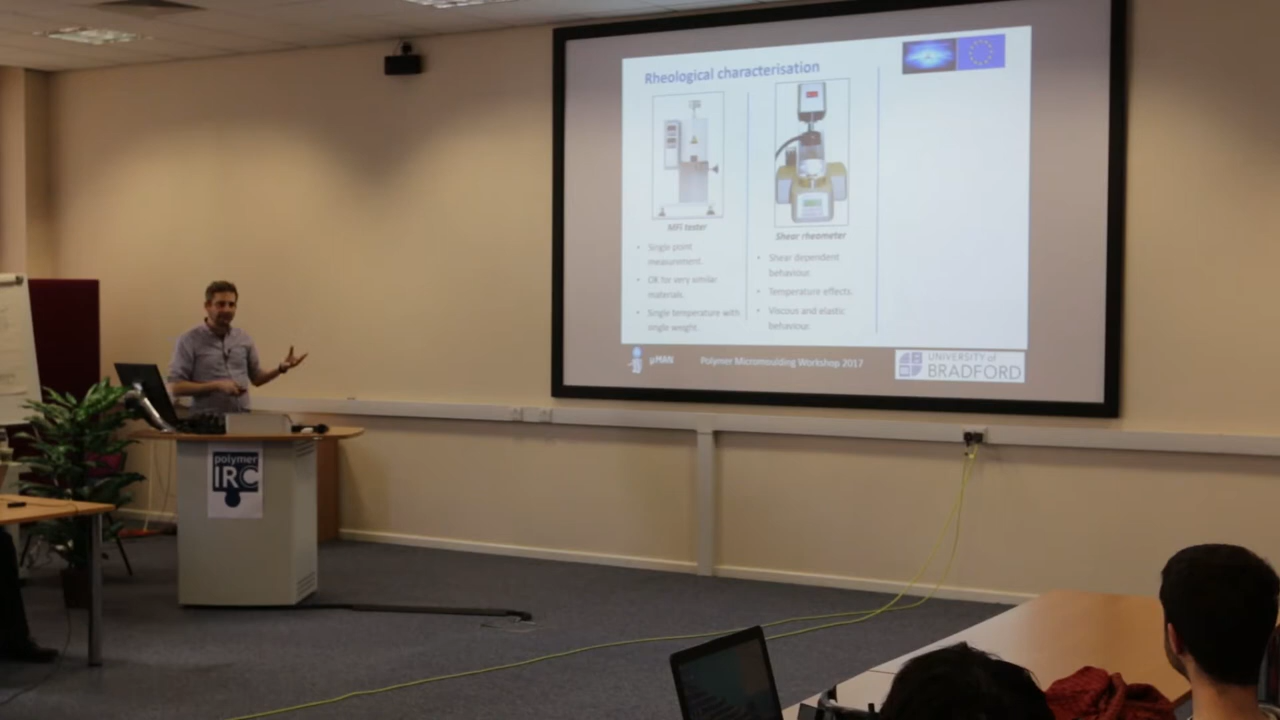 Rheological characterisation
MFI tester
• Single point
measurement.
• OK for very similar
materials.
• Single temperature with
single weight.
Shear rheometer
• Shear dependent
behaviour.
• Temperature effects.
• Viscous and elastic
behaviour.
μMAN
Polymer Micromoulding Workshop 2017
UNIVERSITY of
BRADFORD
polymer
IRC